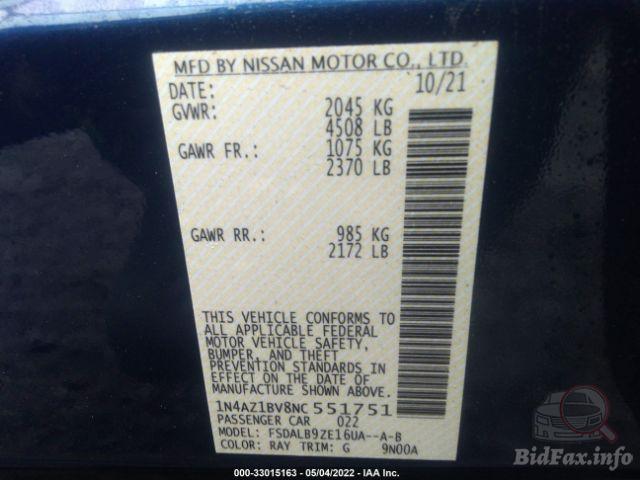 MFD BY NISSAN MOTOR CO., LTD.
DATE: 10/21
GVWR: 2045 KG
4508 LB
GAWR FR.: 1075 KG
2370 LB
GAWR RR.: 985 KG
2172 LB
THIS VEHICLE CONFORMS TO
ALL APPLICABLE FEDERAL
MOTOR VEHICLE SAFETY,
BUMPER, AND THEFT
PREVENTION STANDARDS IN
EFFECT ON THE DATE OF
MANUFACTURE SHOWN ABOVE.
1N4AZ1BV8NC 551751
PASSENGER CAR 022
MODEL: FSDALB9ZE16UA--A-B
COLOR: RAY TRIM: G 9N00A
000-33015163 - 05/04/2022 - IAA Inc.
BidFax.info